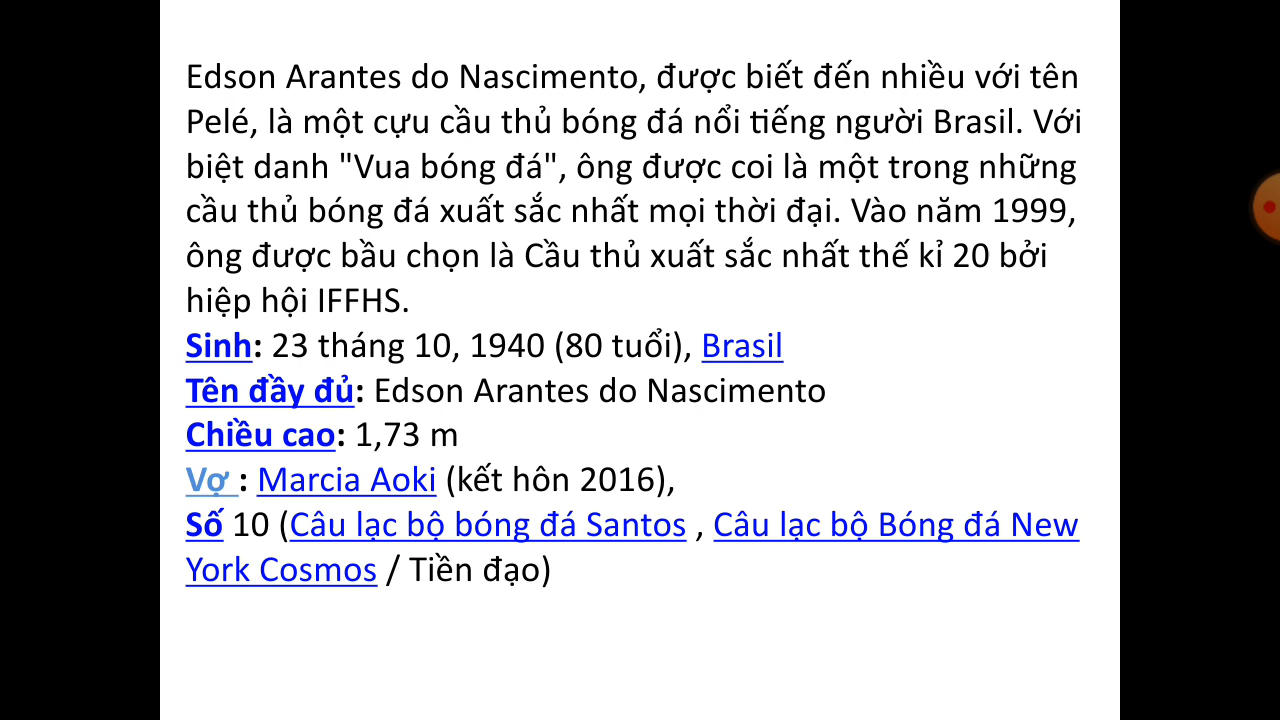 Edson Arantes do Nascimento, được biết đến nhiều với tên
Pelé, là một cựu cầu thủ bóng đá nổi tiếng người Brasil. Với
biệt danh "Vua bóng đá", ông được coi là một trong những
cầu thủ bóng đá xuất sắc nhất mọi thời đại. Vào năm 1999,
ông được bầu chọn là Cầu thủ xuất sắc nhất thế kỉ 20 bởi
hiệp hội IFFHS.
Sinh: 23 tháng 10, 1940 (80 tuổi), Brasil
Tên đầy đủ: Edson Arantes do Nascimento
Chiều cao: 1,73 m
Vợ : Marcia Aoki (kết hôn 2016),
Số 10 (Câu lạc bộ bóng đá Santos , Câu lạc bộ Bóng đá New
York Cosmos / Tiền đạo)